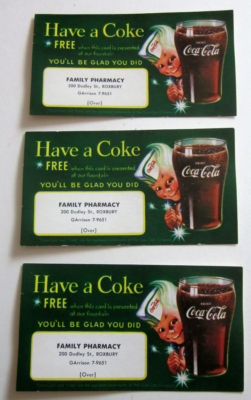 Have a Coke
FREE when this card is presented
at our fountain
YOU'LL BE GLAD YOU DID
FAMILY PHARMACY
200 Dudley St., ROXBURY
GArrison 7-9651
(Over)
DRINK
Coca-Cola
Have a Coke
FREE when this card is presented
at our fountain
YOU'LL BE GLAD YOU DID
FAMILY PHARMACY
200 Dudley St., ROXBURY
GArrison 7-9651
(Over)
DRINK
Coca-Cola
Have a Coke
FREE when this card is presented
at our fountain
YOU'LL BE GLAD YOU DID
FAMILY PHARMACY
200 Dudley St., ROXBURY
GArrison 7-9651
(Over)
DRINK
Coca-Cola